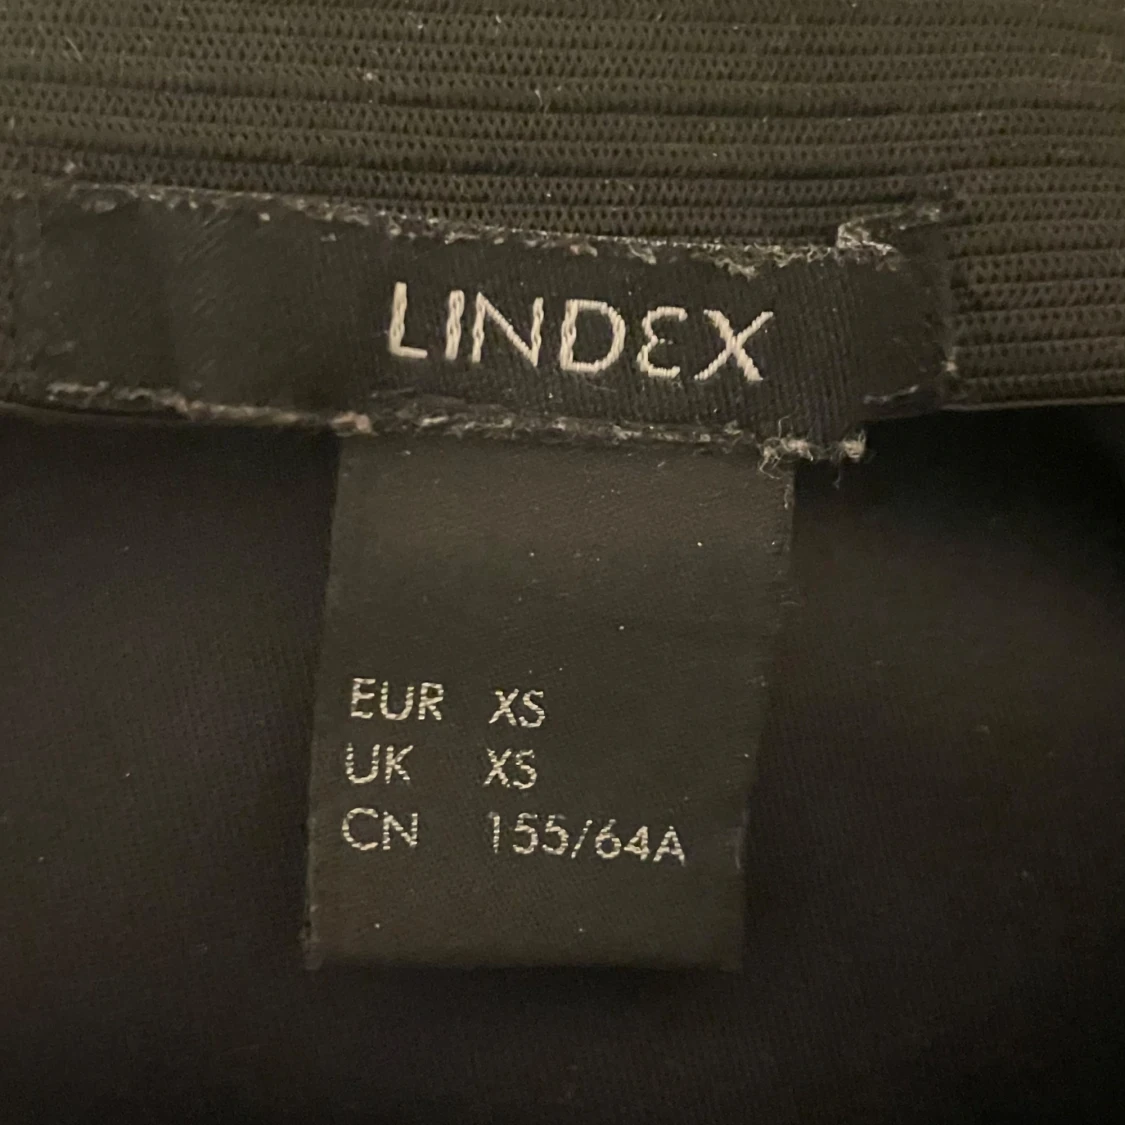 LINDEX
EUR XS
UK XS
CN 155/64A